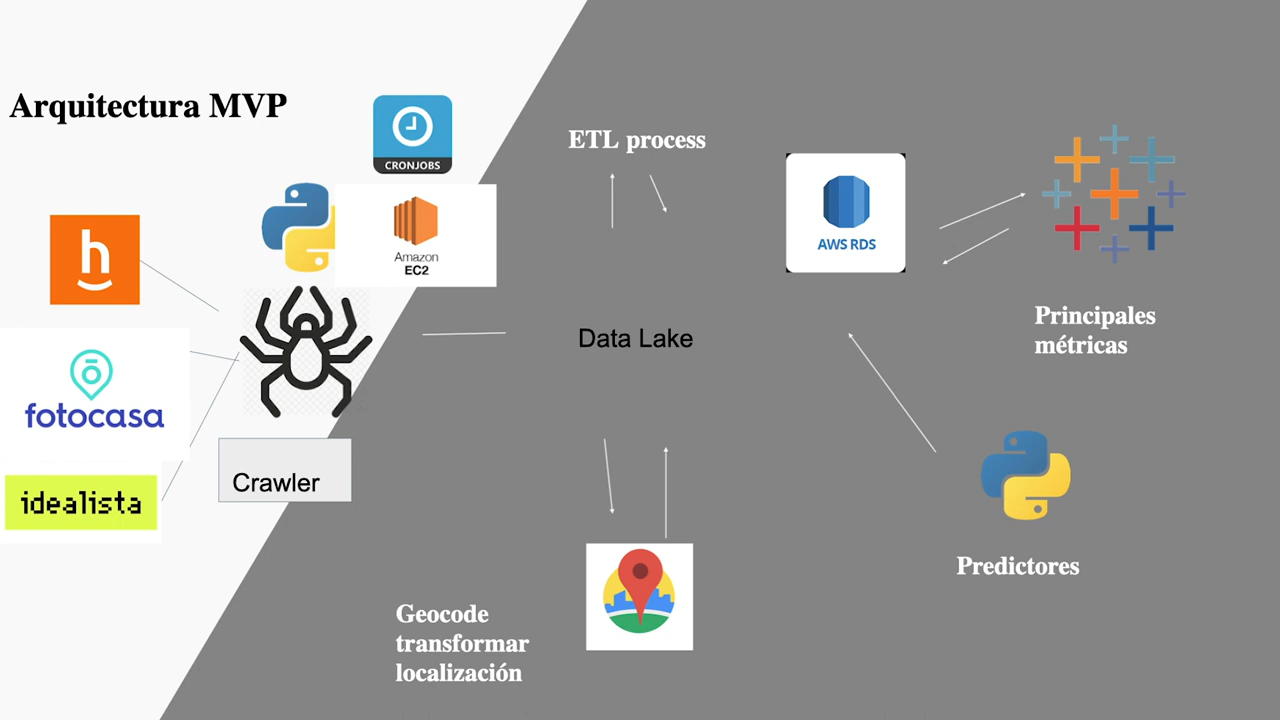 Arquitectura MVP
CRONJOBS
ETL process
AWS RDS
Amazon
EC2
h
fotocasa
idealista
Crawler
Data Lake
Principales
métricas
Predictores
Geocode
transformar
localización